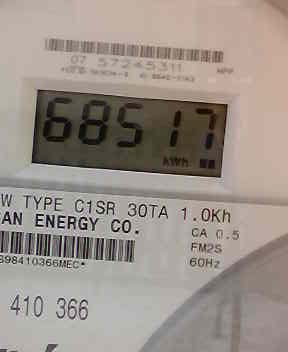 07 57245311
68517
kWh
W TYPE C1SR 30TA 1.0Kh
AN ENERGY CO.
CA 0.5
FM2S
60Hz
S98410366MEC*
410 366